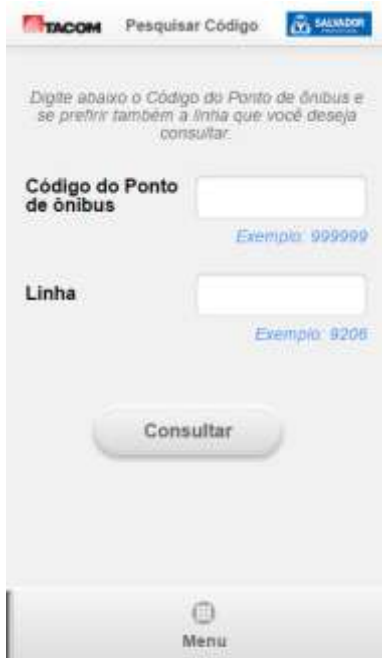 TACOM Pesquisar Código SALVADOR
Digite abaixo o Código do Ponto de ônibus e
se prefirir também a linha que você deseja
consultar.
Código do Ponto
de ônibus
Exemplo: 999999
Linha
Exemplo: 9206
Consultar
Menu